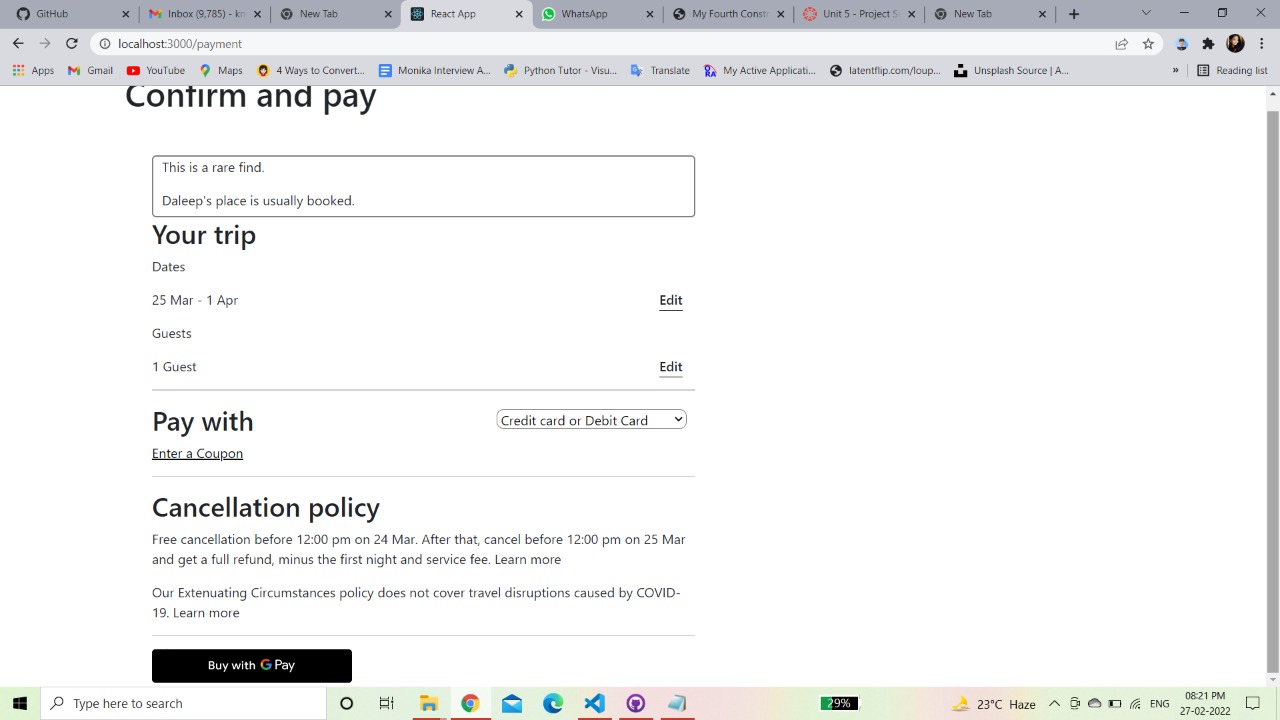 GitHub
Inbox (9,785) - kn
New Tab
React App
WhatsApp
My Fourth Constr
Unit 5 - Project S
New Tab
localhost:3000/payment
Apps
Gmail
YouTube
Maps
4 Ways to Convert...
Monika Interview A...
Python Tutor - Visu...
Translate
My Active Applicati...
latentflip.com/loup...
Unsplash Source | A...
»
Reading list
Confirm and pay
This is a rare find.
Daleep's place is usually booked.
Your trip
Dates
25 Mar - 1 Apr
Edit
Guests
1 Guest
Edit
Pay with
Credit card or Debit Card
Enter a Coupon
Cancellation policy
Free cancellation before 12:00 pm on 24 Mar. After that, cancel before 12:00 pm on 25 Mar
and get a full refund, minus the first night and service fee. Learn more
Our Extenuating Circumstances policy does not cover travel disruptions caused by COVID-
19. Learn more
Buy with G Pay
Type here to search
29%
23°C Haze
ENG
08:21 PM
27-02-2022